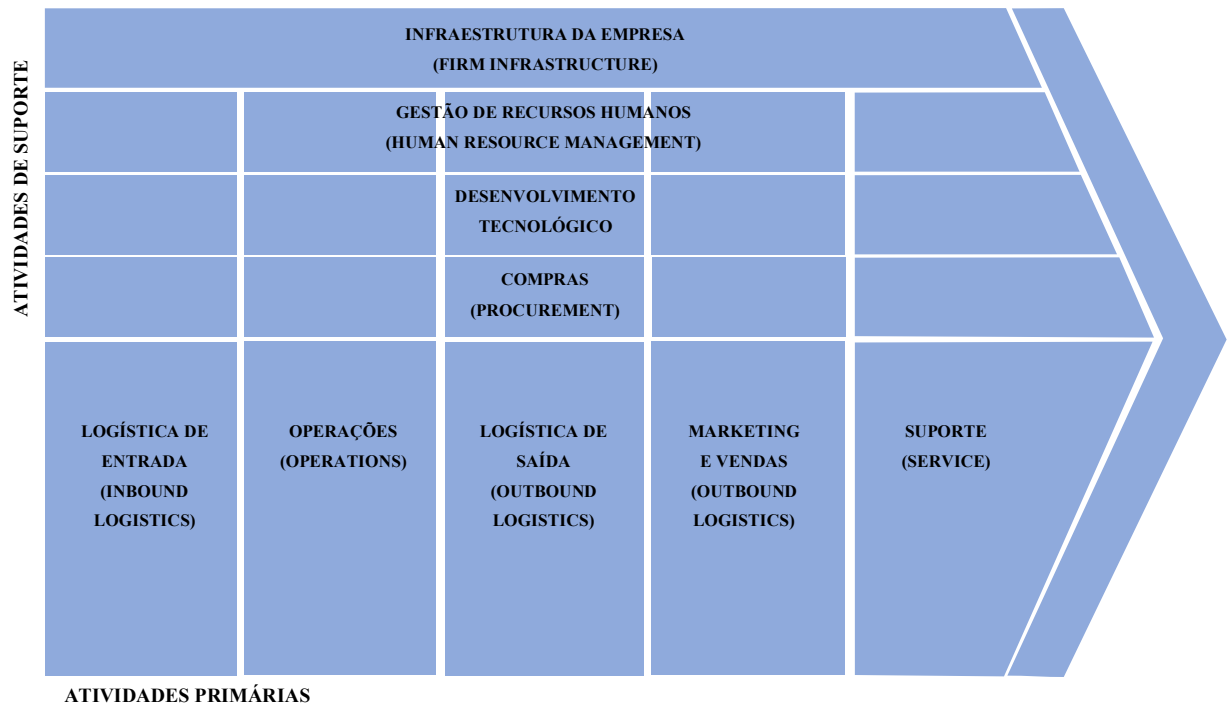 INFRAESTRUTURA DA EMPRESA
(FIRM INFRASTRUCTURE)
ATIVIDADES DE SUPORTE
GESTÃO DE RECURSOS HUMANOS
(HUMAN RESOURCE MANAGEMENT)
DESENVOLVIMENTO
TECNOLÓGICO
COMPRAS
(PROCUREMENT)
LOGÍSTICA DE
ENTRADA
(INBOUND
LOGISTICS)
OPERAÇÕES
(OPERATIONS)
LOGÍSTICA DE
SAÍDA
(OUTBOUND
LOGISTICS)
MARKETING
E VENDAS
(OUTBOUND
LOGISTICS)
SUPORTE
(SERVICE)
ATIVIDADES PRIMÁRIAS